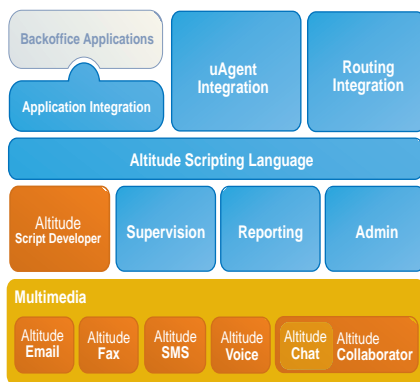 Backoffice Applications
Application Integration
uAgent
Integration
Routing
Integration
Altitude Scripting Language
Altitude
Script Developer
Supervision
Reporting
Admin
Multimedia
Altitude
Email
Altitude
Fax
Altitude
SMS
Altitude
Voice
Altitude
Chat
Altitude
Collaborator